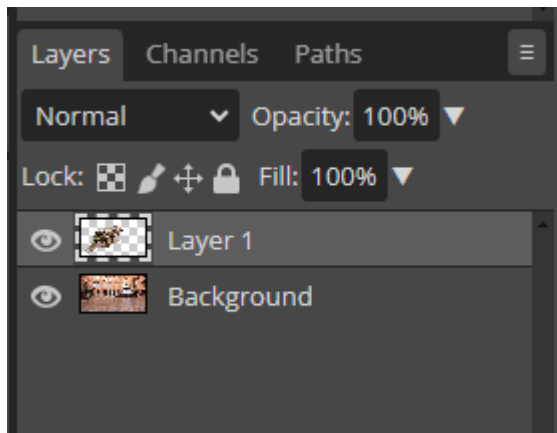 Layers Channels Paths
Normal Opacity: 100%
Lock: Fill: 100%
Layer 1
Background